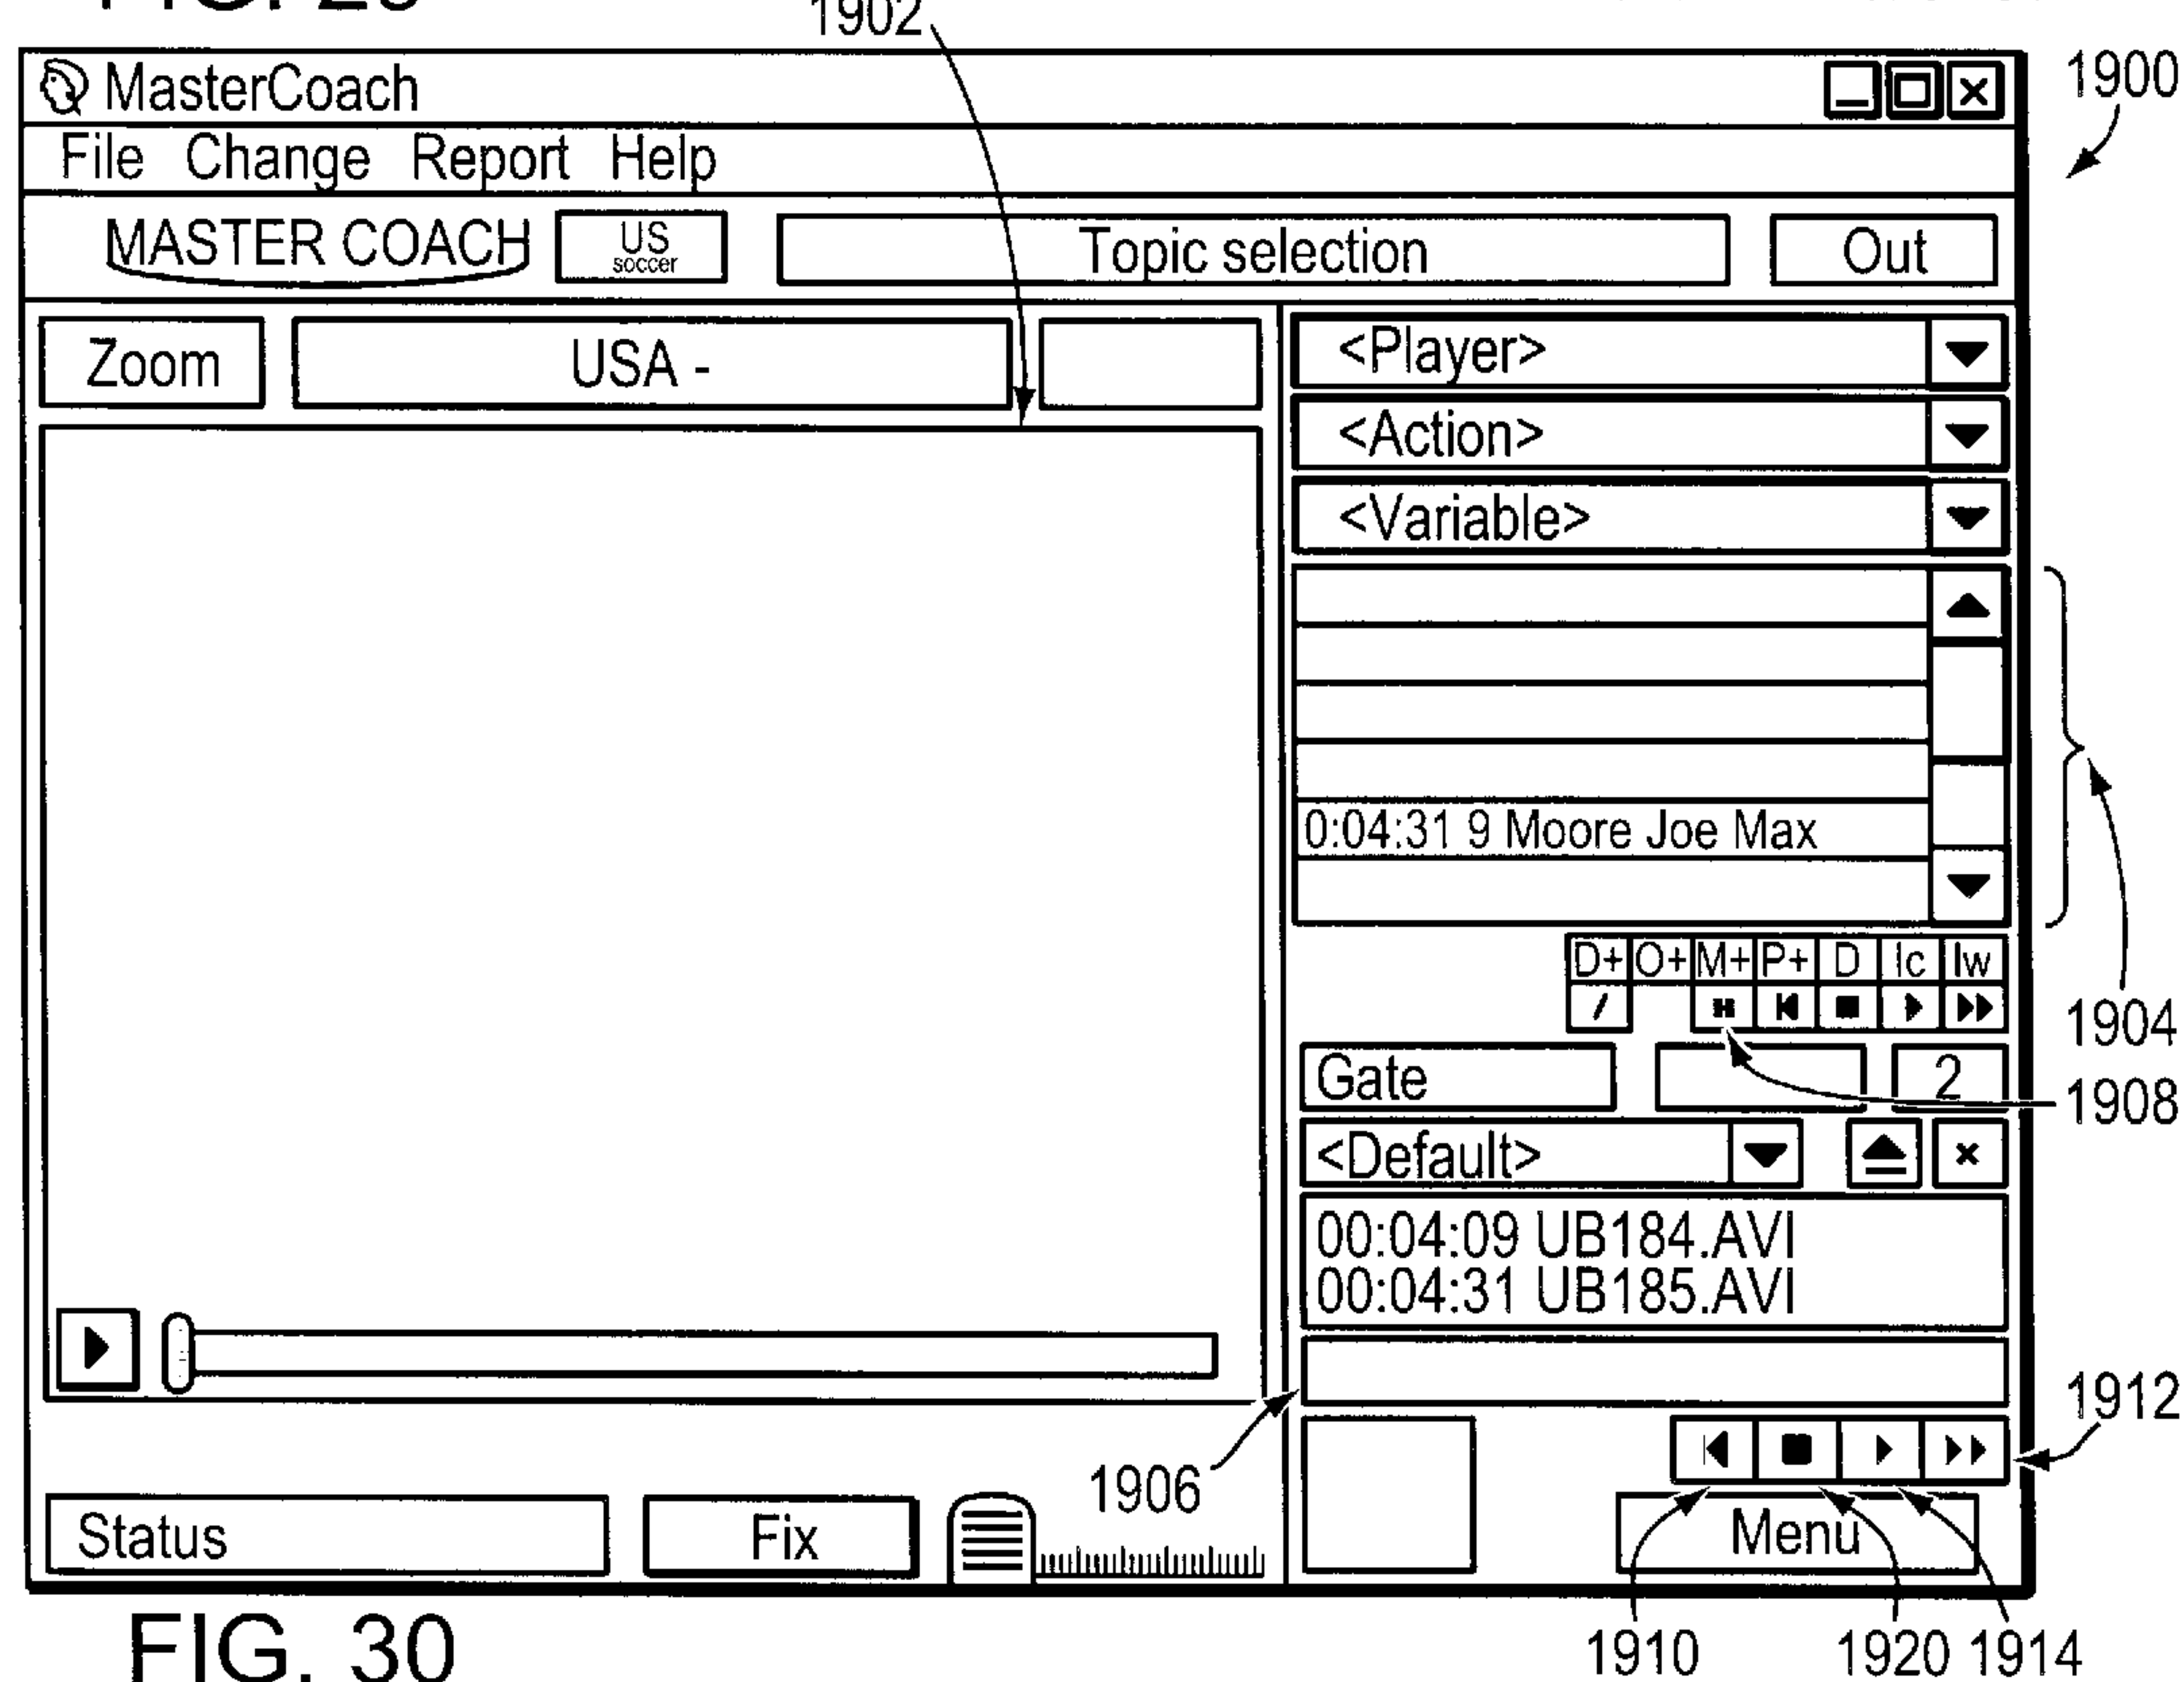 1902
MasterCoach
1900
File Change Report Help
MASTER COACH US soccer Topic selection Out
Zoom USA - <Player>
<Action>
<Variable>
0:04:31 9 Moore Joe Max
D+ O+ M+ P+ D Ic Iw
1904
Gate 2
1908
<Default>
00:04:09 UB184.AVI
00:04:31 UB185.AVI
1912
1906
Status Fix Menu
1910 1920 1914
FIG. 30